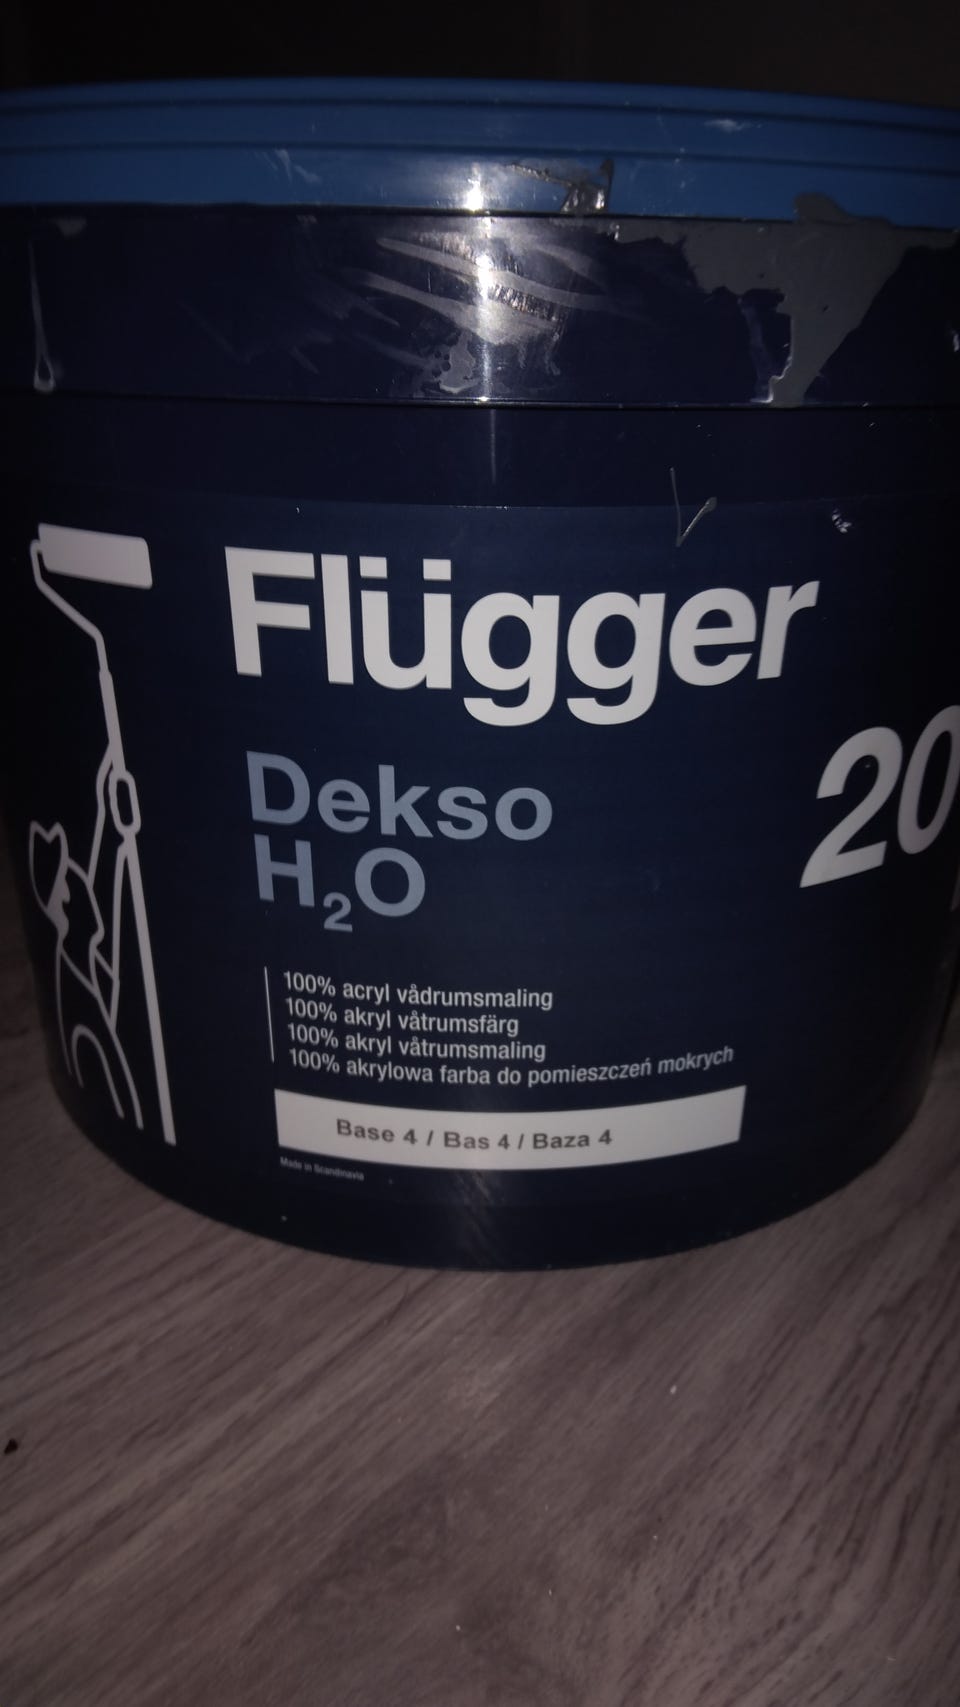 Flügger
20
Dekso
H₂O
100% acryl vådrumsmaling
100% akryl våtrumsfärg
100% akryl våtrumsmaling
100% akrylowa farba do pomieszczeń mokrych
Base 4 / Bas 4 / Baza 4
Made in Scandinavia